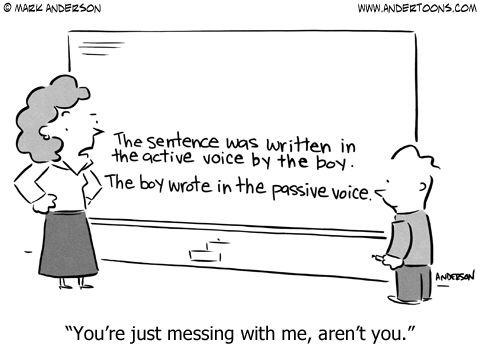 © MARK ANDERSON
WWW.ANDERTOONS.COM
The sentence was written in
the active voice by the boy.
The boy wrote in the passive voice.
ANDERSON
“You’re just messing with me, aren’t you.”